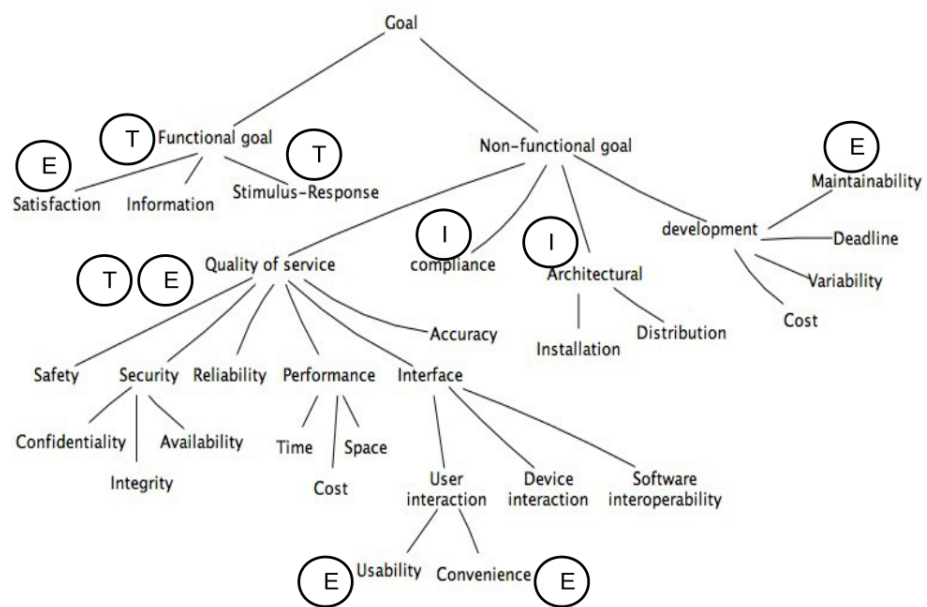 Goal
T Functional goal
T
Non-functional goal
E
E
Satisfaction
Information
Stimulus-Response
Maintainability
I
I
development
Deadline
T E
Quality of service
compliance
Architectural
Variability
Accuracy
Installation
Distribution
Cost
Safety
Security
Reliability
Performance
Interface
Confidentiality
Availability
Integrity
Time
Space
Cost
User
interaction
Device
interaction
Software
interoperability
E Usability
Convenience E